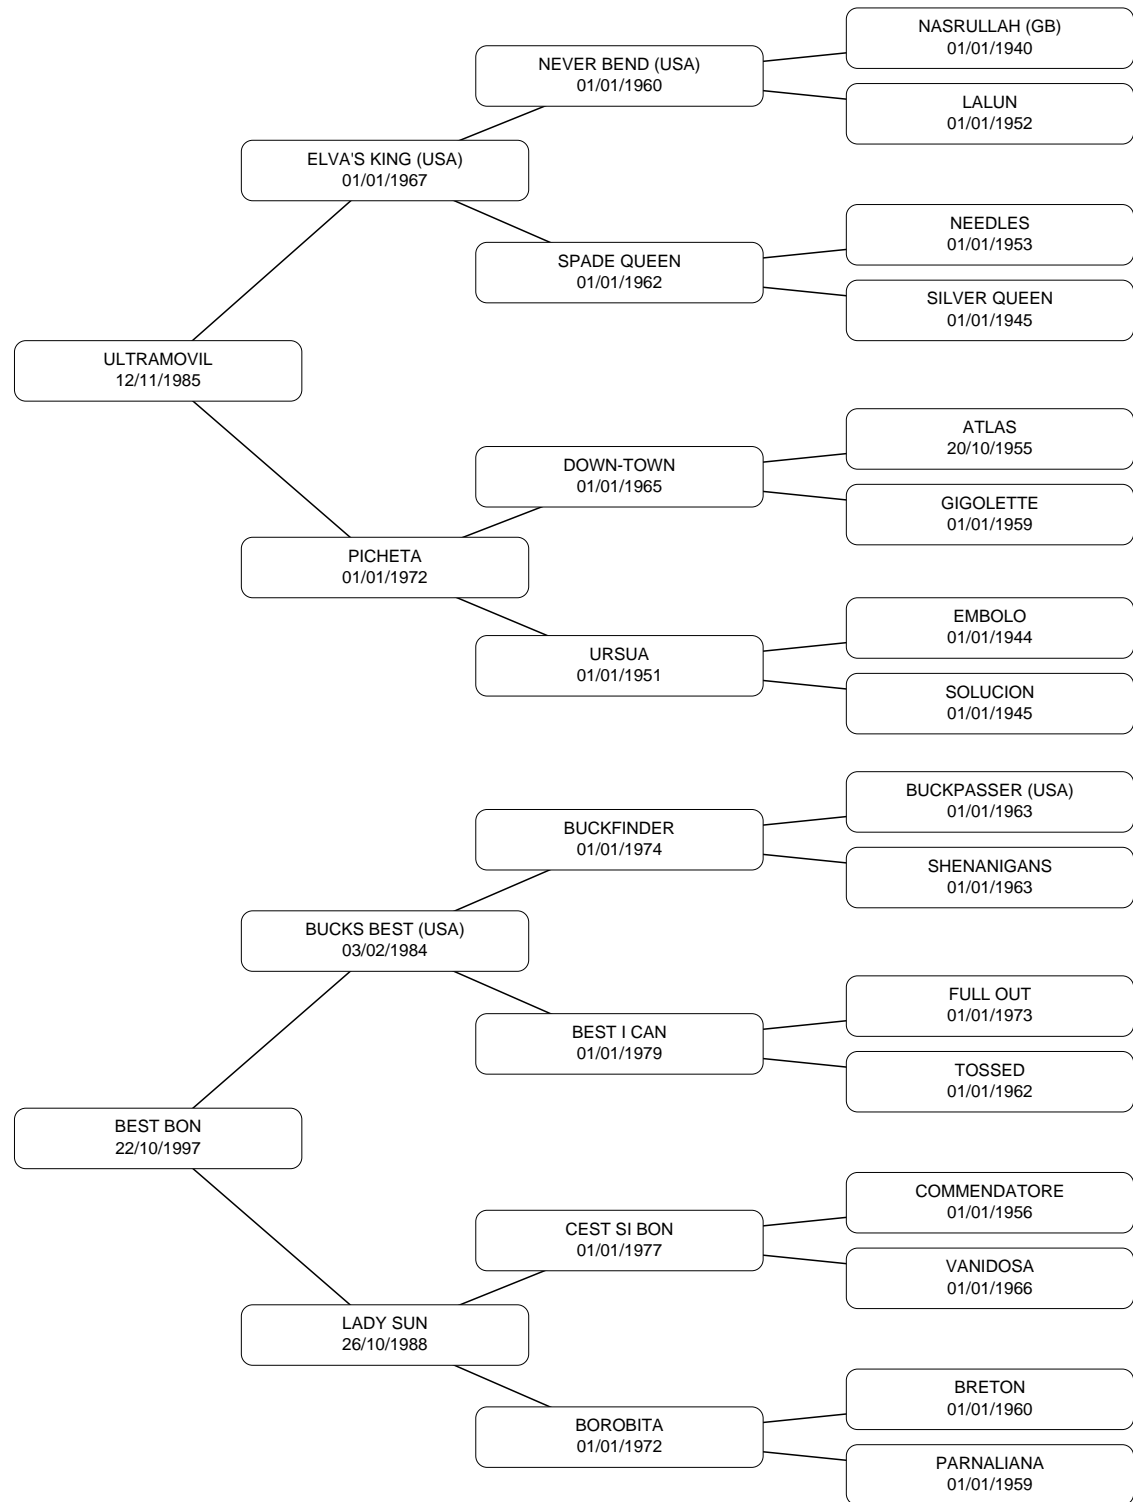 NASRULLAH (GB)
01/01/1940
NEVER BEND (USA)
01/01/1960
LALUN
01/01/1952
ELVA'S KING (USA)
01/01/1967
NEEDLES
01/01/1953
SPADE QUEEN
01/01/1962
SILVER QUEEN
01/01/1945
ULTRAMOVIL
12/11/1985
ATLAS
20/10/1955
DOWN-TOWN
01/01/1965
GIGOLETTE
01/01/1959
PICHETA
01/01/1972
EMBOLO
01/01/1944
URSUA
01/01/1951
SOLUCION
01/01/1945
BUCKPASSER (USA)
01/01/1963
BUCKFINDER
01/01/1974
SHENANIGANS
01/01/1963
BUCKS BEST (USA)
03/02/1984
FULL OUT
01/01/1973
BEST I CAN
01/01/1979
TOSSED
01/01/1962
BEST BON
22/10/1997
COMMENDATORE
01/01/1956
CEST SI BON
01/01/1977
VANIDOSA
01/01/1966
LADY SUN
26/10/1988
BRETON
01/01/1960
BOROBITA
01/01/1972
PARNALIANA
01/01/1959